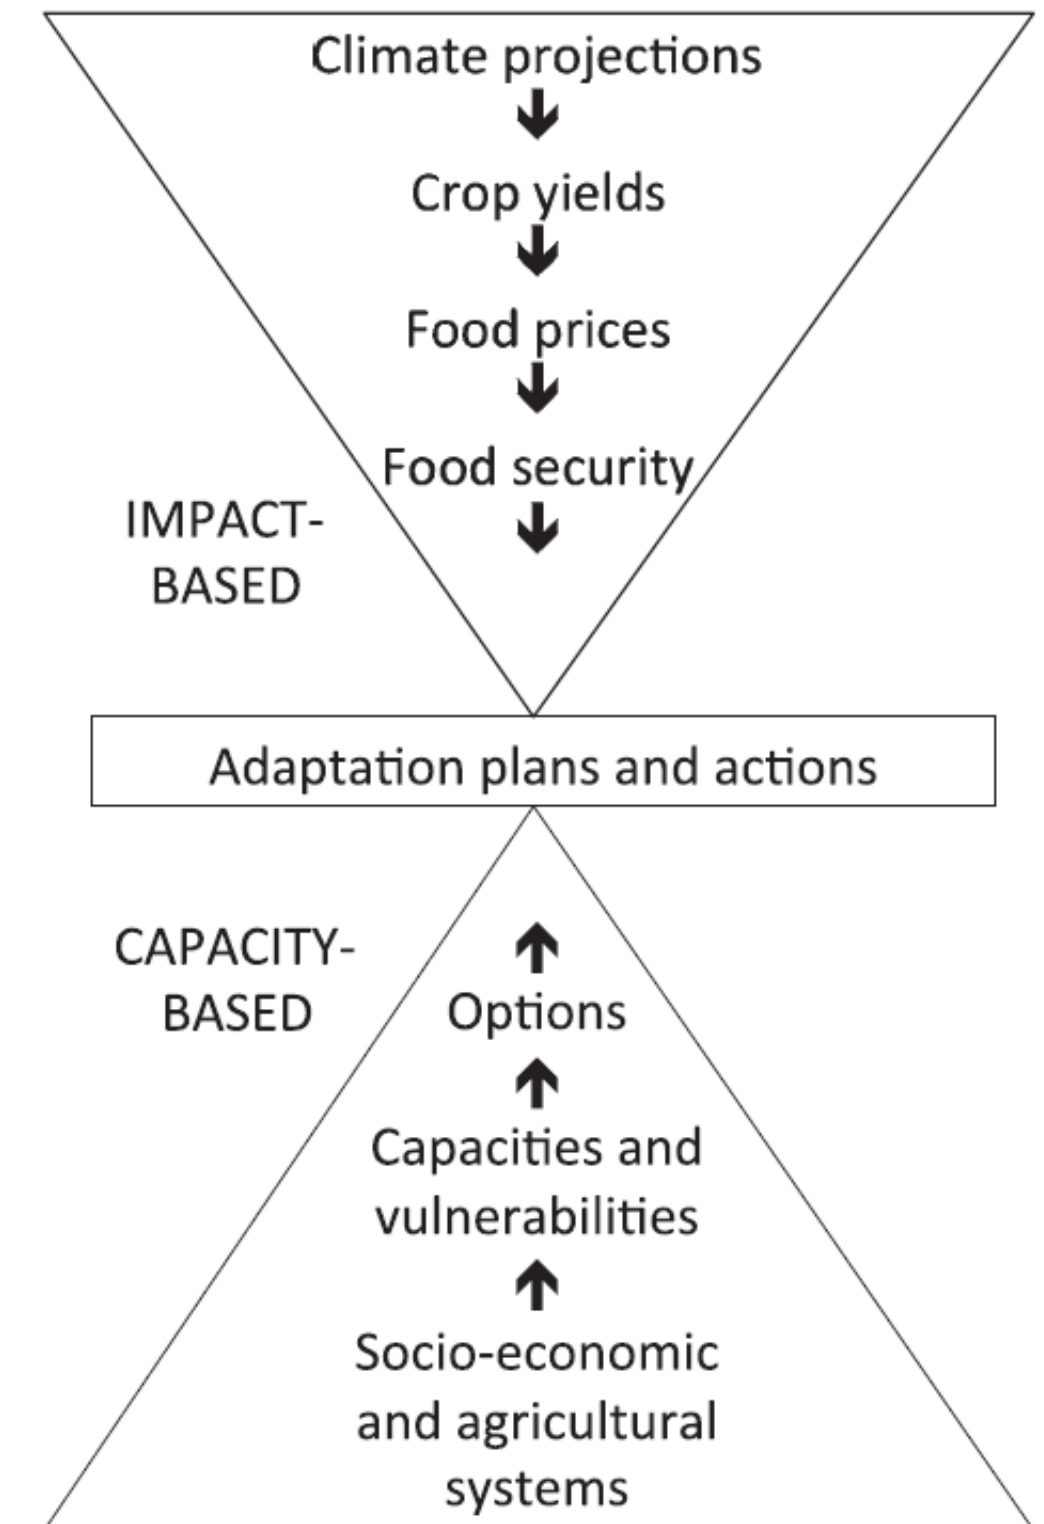 Climate projections
Crop yields
Food prices
Food security
IMPACT-
BASED
Adaptation plans and actions
CAPACITY-
BASED
Options
Capacities and
vulnerabilities
Socio-economic
and agricultural
systems